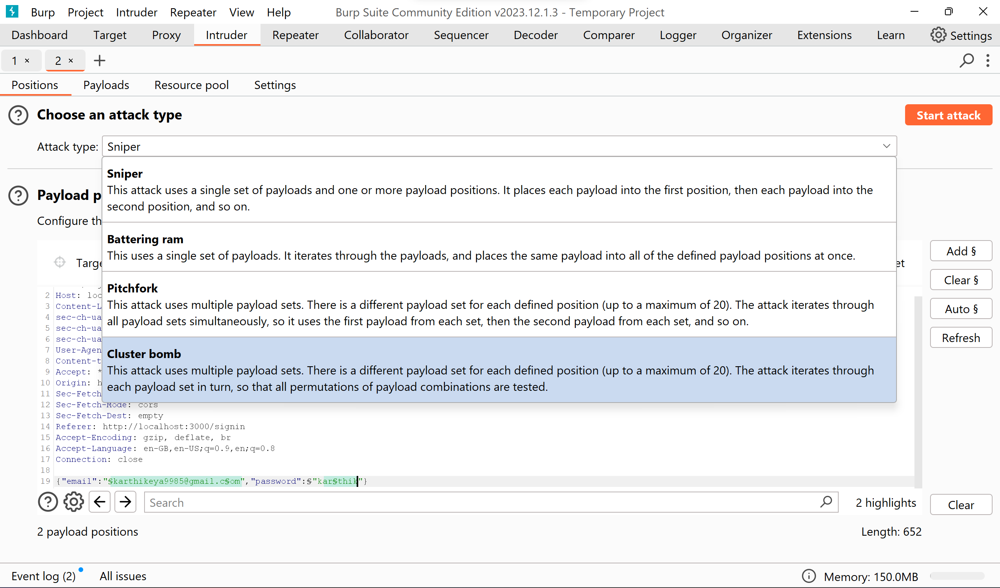 Burp Project Intruder Repeater View Help Burp Suite Community Edition v2023.12.1.3 - Temporary Project
Dashboard Target Proxy Intruder Repeater Collaborator Sequencer Decoder Comparer Logger Organizer Extensions Learn Settings
1 × 2 × +
Positions Payloads Resource pool Settings
? Choose an attack type Start attack
Attack type: Sniper
Sniper
This attack uses a single set of payloads and one or more payload positions. It places each payload into the first position, then each payload into the
second position, and so on.
? Payload p
Configure th
Battering ram
This uses a single set of payloads. It iterates through the payloads, and places the same payload into all of the defined payload positions at once.
Targe et
Add §
Clear §
Auto §
Refresh
Pitchfork
This attack uses multiple payload sets. There is a different payload set for each defined position (up to a maximum of 20). The attack iterates through
all payload sets simultaneously, so it uses the first payload from each set, then the second payload from each set, and so on.
Cluster bomb
This attack uses multiple payload sets. There is a different payload set for each defined position (up to a maximum of 20). The attack iterates through
each payload set in turn, so that all permutations of payload combinations are tested.
2 Host: loc
3 Content-L
4 sec-ch-ua
5 sec-ch-ua
6 sec-ch-ua
7 User-Agen
8 Content-t
9 Accept: *
10 Origin: h
11 Sec-Fetch
12 Sec-Fetch-Mode: cors
13 Sec-Fetch-Dest: empty
14 Referer: http://localhost:3000/signin
15 Accept-Encoding: gzip, deflate, br
16 Accept-Language: en-GB,en-US;q=0.9,en;q=0.8
17 Connection: close
18
19 {"email":"§karthikeya9985@gmail.c§om","password":§"kar§thik"}
? Search 2 highlights Clear
2 payload positions Length: 652
Event log (2) All issues Memory: 150.0MB